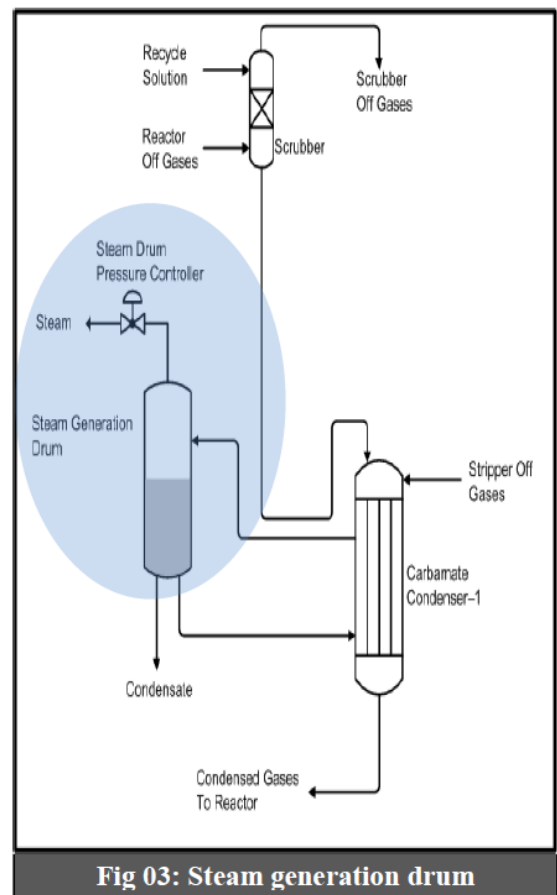 Recycle
Solution
Scrubber
Off Gases
Reactor
Off Gases
Scrubber
Steam Drum
Pressure Controller
Steam
Steam Generation
Drum
Stripper Off
Gases
Carbamate
Condenser–1
Condensate
Condensed Gases
To Reactor
Fig 03: Steam generation drum